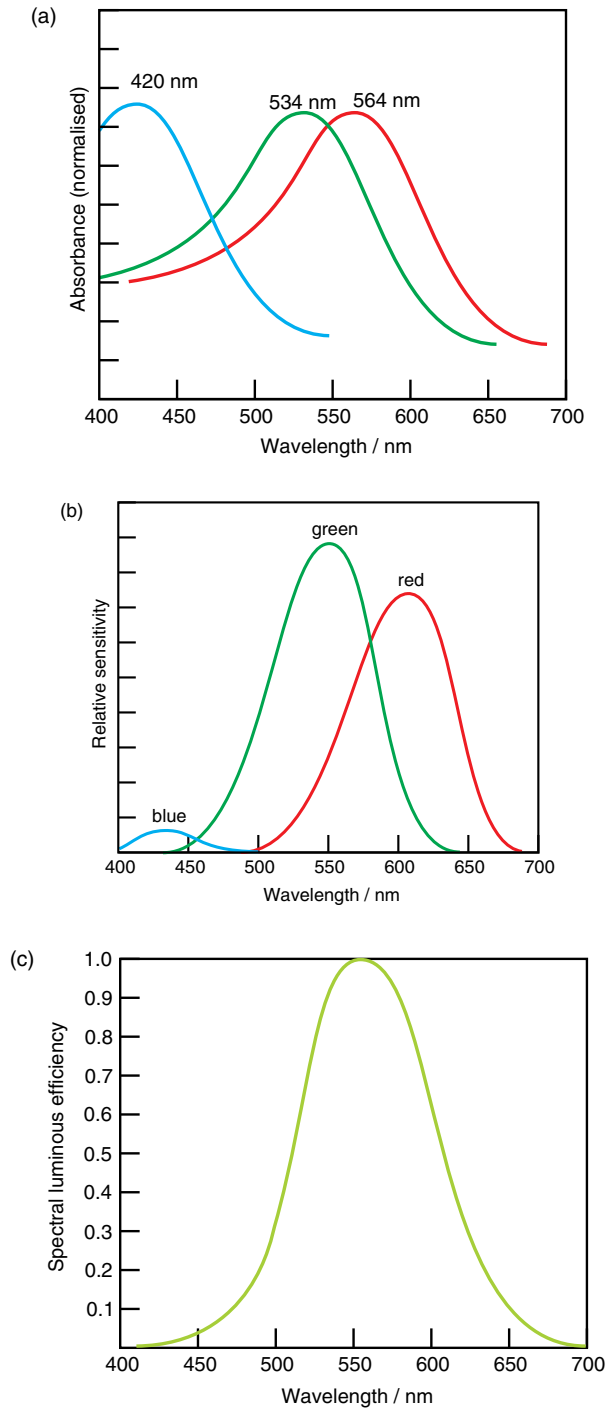 (a)
Absorbance (normalised)
420 nm
534 nm
564 nm
400 450 500 550 600 650 700
Wavelength / nm
(b)
Relative sensitivity
green
red
blue
400 450 500 550 600 650 700
Wavelength / nm
(c)
Spectral luminous efficiency
1.0
0.9
0.8
0.7
0.6
0.5
0.4
0.3
0.2
0.1
400 450 500 550 600 650 700
Wavelength / nm